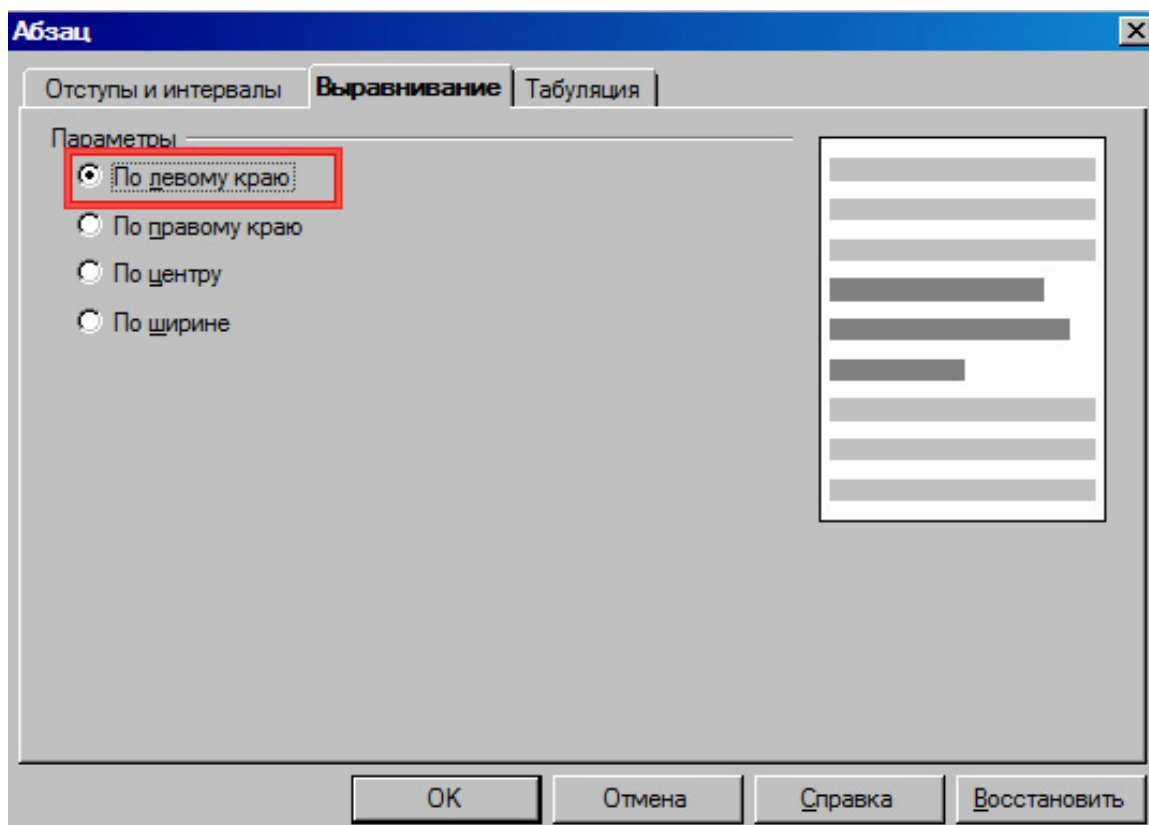 Абзац
Отступы и интервалы Выравнивание Табуляция
Параметры
По левому краю
По правому краю
По центру
По ширине
OK Отмена Справка Восстановить